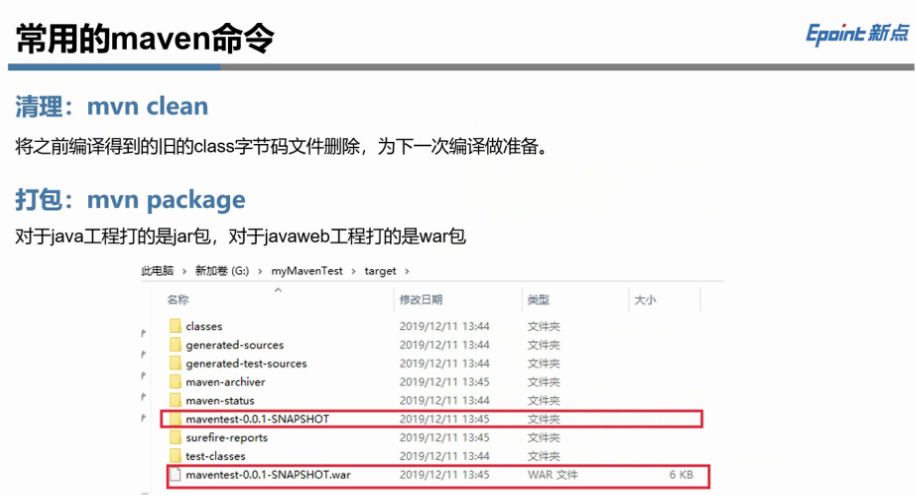 常用的maven命令
Epoint 新点
清理：mvn clean
将之前编译得到的旧的class字节码文件删除，为下一次编译做准备。
打包：mvn package
对于java工程打的是jar包，对于javaweb工程打的是war包
此电脑 › 新加卷 (G:) › myMavenTest › target ›
名称 修改日期 类型 大小
classes 2019/12/11 13:44 文件夹
generated-sources 2019/12/11 13:44 文件夹
generated-test-sources 2019/12/11 13:44 文件夹
maven-archiver 2019/12/11 13:45 文件夹
maven-status 2019/12/11 13:44 文件夹
maventest-0.0.1-SNAPSHOT 2019/12/11 13:45 文件夹
surefire-reports 2019/12/11 13:44 文件夹
test-classes 2019/12/11 13:44 文件夹
maventest-0.0.1-SNAPSHOT.war 2019/12/11 13:45 WAR 文件 6 KB